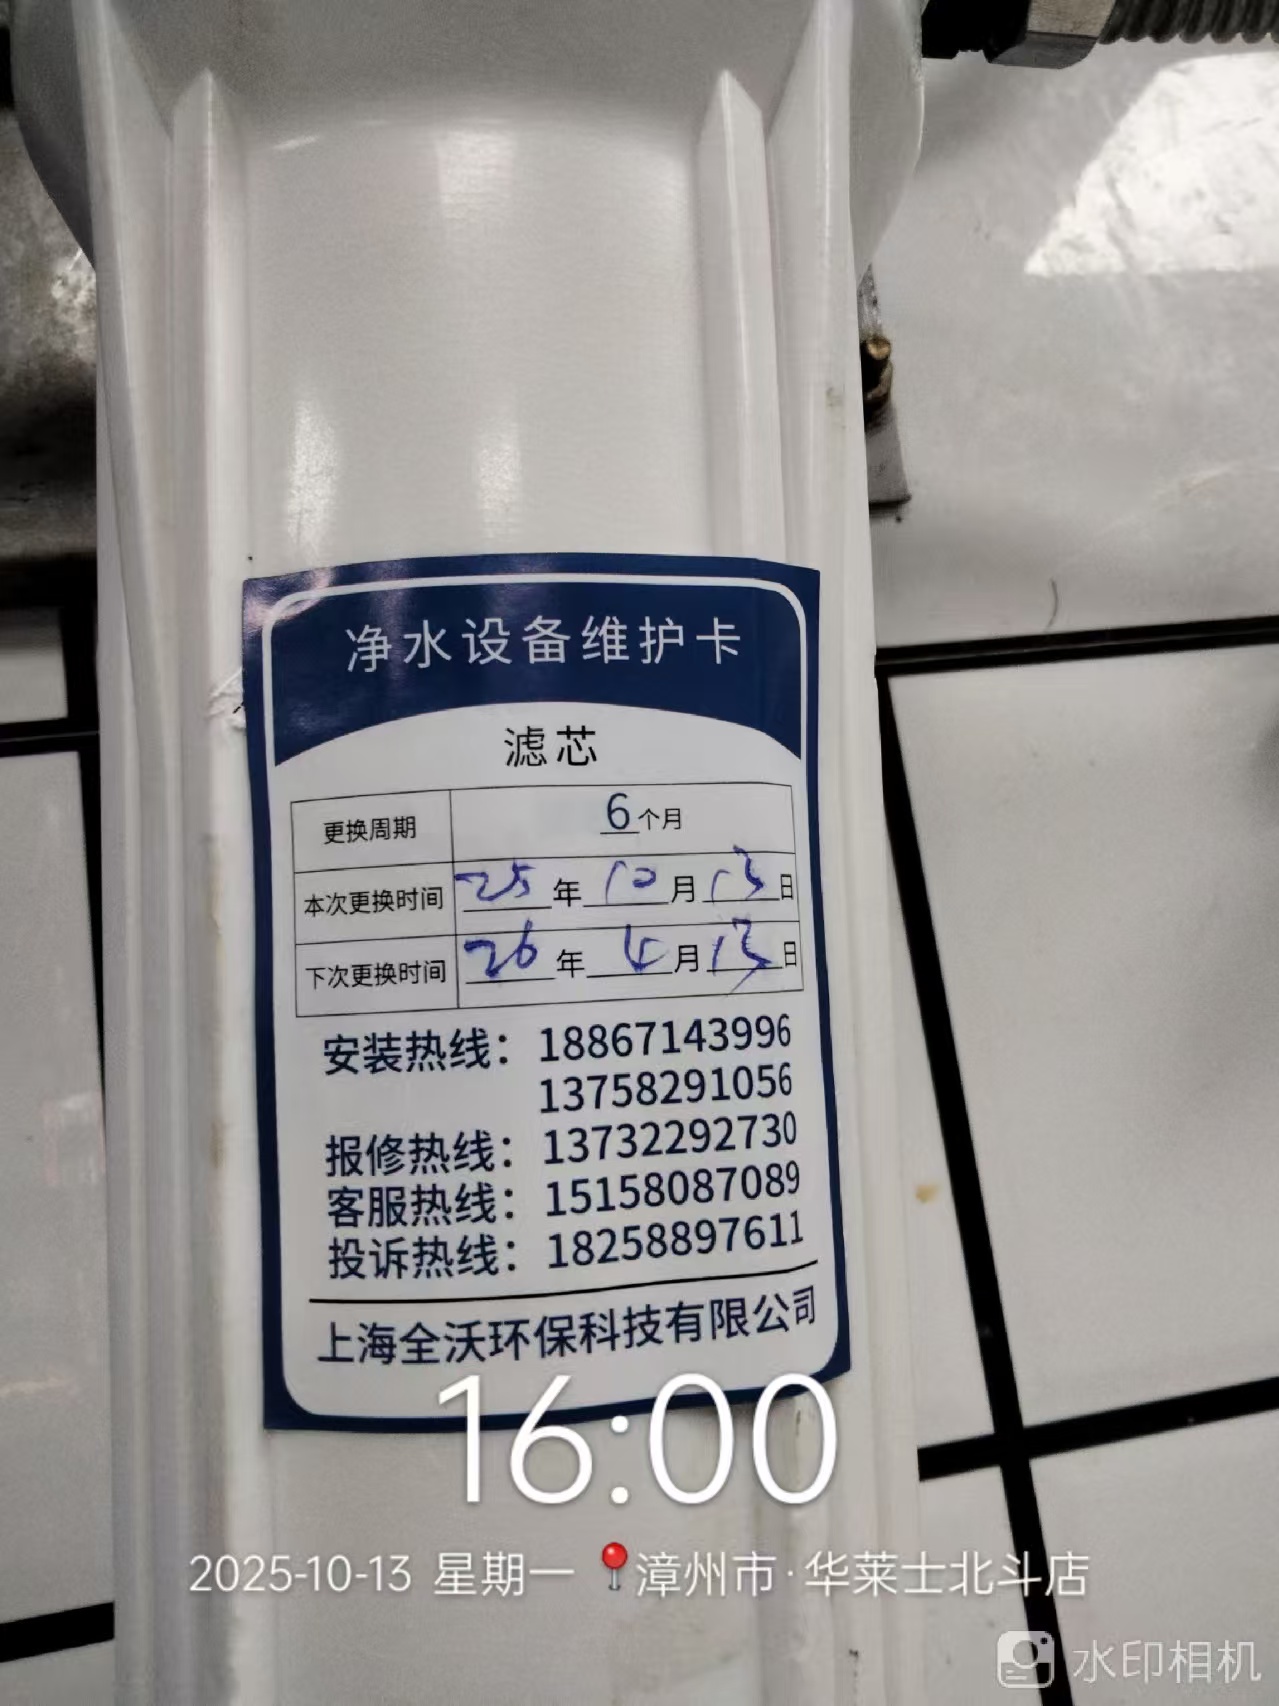 净水设备维护卡
滤芯
更换周期 6个月
本次更换时间 25年10月13日
下次更换时间 26年4月13日
安装热线：18867143996
13758291056
报修热线：13732292730
客服热线：15158087089
投诉热线：18258897611
上海全沃环保科技有限公司
16:00
2025-10-13 星期一 漳州市·华莱士北斗店
水印相机